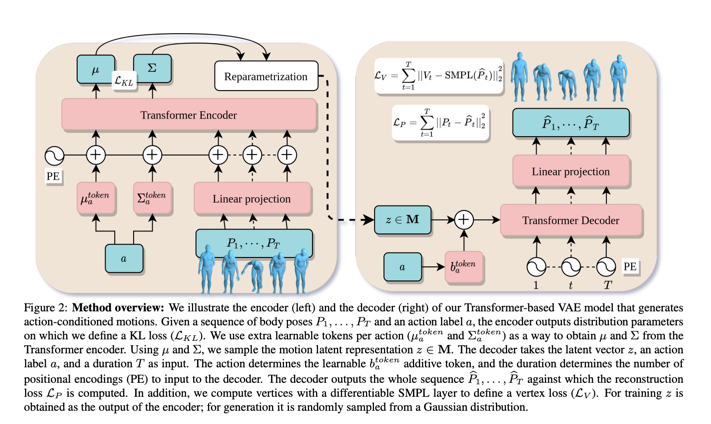 μ
Σ
$\mathcal{L}_{KL}$
Reparametrization
Transformer Encoder
PE
$\mu_a^{token}$
$\Sigma_a^{token}$
Linear projection
a
$P_1, \cdots, P_T$
$\mathcal{L}_V = \sum_{t=1}^{T} ||V_t - \text{SMPL}(\widehat{P}_t)||_2^2$
$\mathcal{L}_P = \sum_{t=1}^{T} ||P_t - \widehat{P}_t||_2^2$
$\widehat{P}_1, \cdots, \widehat{P}_T$
Linear projection
z ∈ M
Transformer Decoder
a
$b_a^{token}$
PE
1
t
T
Figure 2: Method overview: We illustrate the encoder (left) and the decoder (right) of our Transformer-based VAE model that generates
action-conditioned motions. Given a sequence of body poses $P_1, \ldots, P_T$ and an action label a, the encoder outputs distribution parameters
on which we define a KL loss ($\mathcal{L}_{KL}$). We use extra learnable tokens per action ($\mu_a^{token}$ and $\Sigma_a^{token}$) as a way to obtain μ and Σ from the
Transformer encoder. Using μ and Σ, we sample the motion latent representation z ∈ M. The decoder takes the latent vector z, an action
label a, and a duration T as input. The action determines the learnable $b_a^{token}$ additive token, and the duration determines the number of
positional encodings (PE) to input to the decoder. The decoder outputs the whole sequence $\widehat{P}_1, \ldots, \widehat{P}_T$ against which the reconstruction
loss $\mathcal{L}_P$ is computed. In addition, we compute vertices with a differentiable SMPL layer to define a vertex loss ($\mathcal{L}_V$). For training z is
obtained as the output of the encoder; for generation it is randomly sampled from a Gaussian distribution.